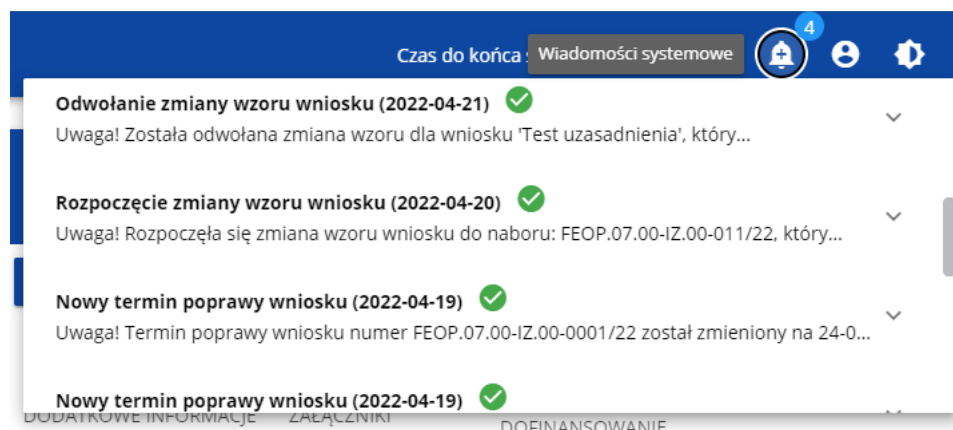 4
Czas do końca
Wiadomości systemowe
Odwołanie zmiany wzoru wniosku (2022-04-21)
Uwaga! Została odwołana zmiana wzoru dla wniosku 'Test uzasadnienia', który...
Rozpoczęcie zmiany wzoru wniosku (2022-04-20)
Uwaga! Rozpoczęła się zmiana wzoru wniosku do naboru: FEOP.07.00-IZ.00-011/22, który...
Nowy termin poprawy wniosku (2022-04-19)
Uwaga! Termin poprawy wniosku numer FEOP.07.00-IZ.00-0001/22 został zmieniony na 24-0...
Nowy termin poprawy wniosku (2022-04-19)
DODATKOWE INFORMACJE ZAŁĄCZNIKI
DOFINANSOWANIE